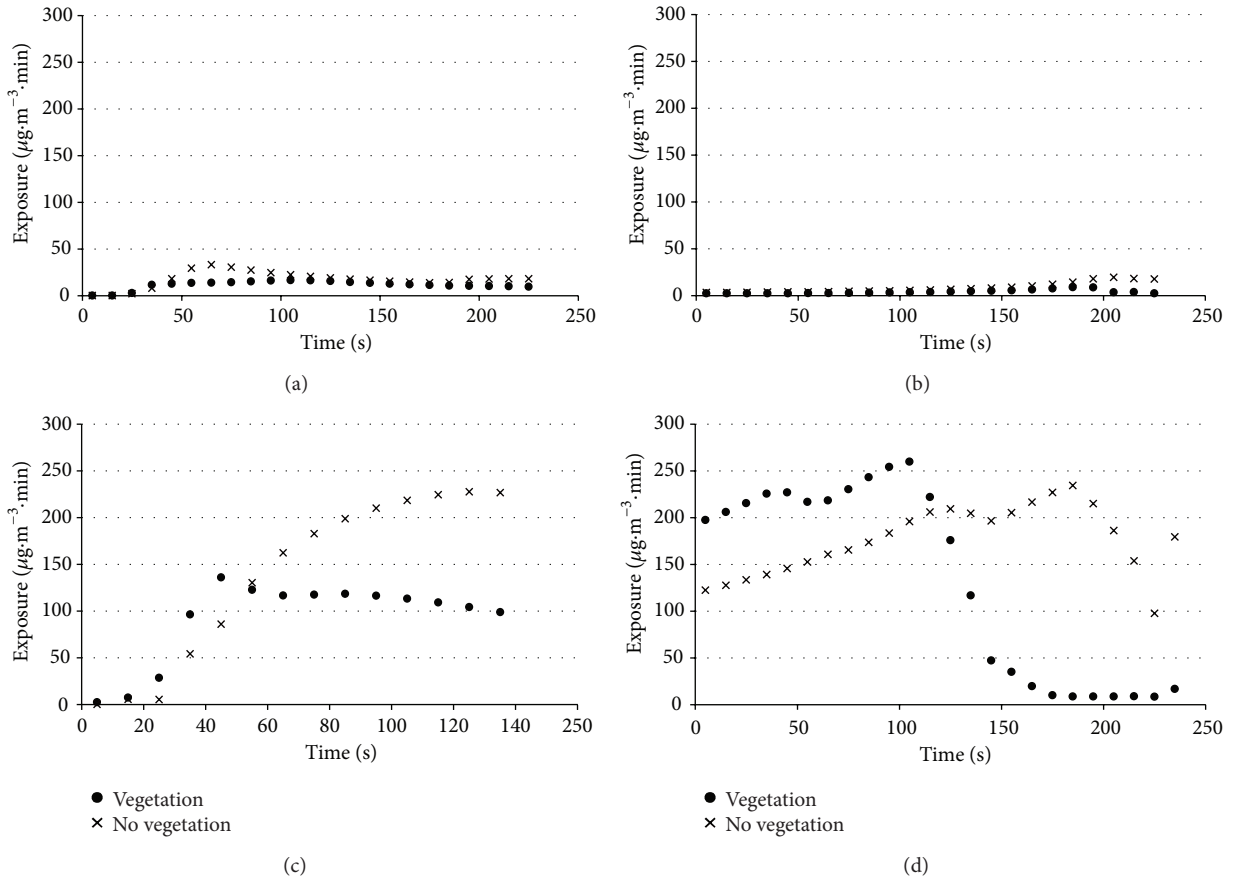 300
250
200
150
100
50
0
Exposure (μg·m⁻³·min)
0 50 100 150 200 250
Time (s)
(a)
300
250
200
150
100
50
0
Exposure (μg·m⁻³·min)
0 50 100 150 200 250
Time (s)
(b)
300
250
200
150
100
50
0
Exposure (μg·m⁻³·min)
0 20 40 60 80 100 120 140 250
Time (s)
Vegetation
No vegetation
(c)
300
250
200
150
100
50
0
Exposure (μg·m⁻³·min)
0 50 100 150 200 250
Time (s)
Vegetation
No vegetation
(d)